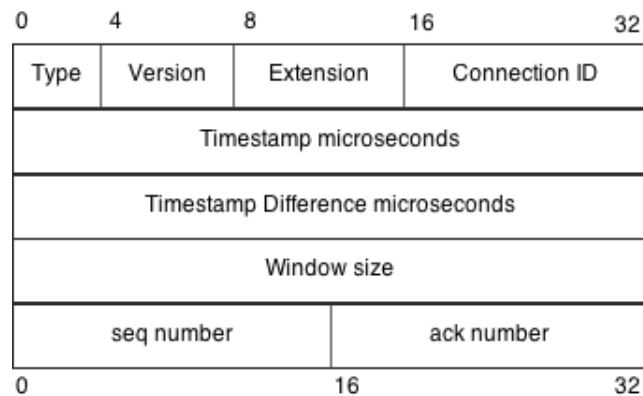 0 4 8 16 32
Type Version Extension Connection ID
Timestamp microseconds
Timestamp Difference microseconds
Window size
seq number ack number
0 16 32